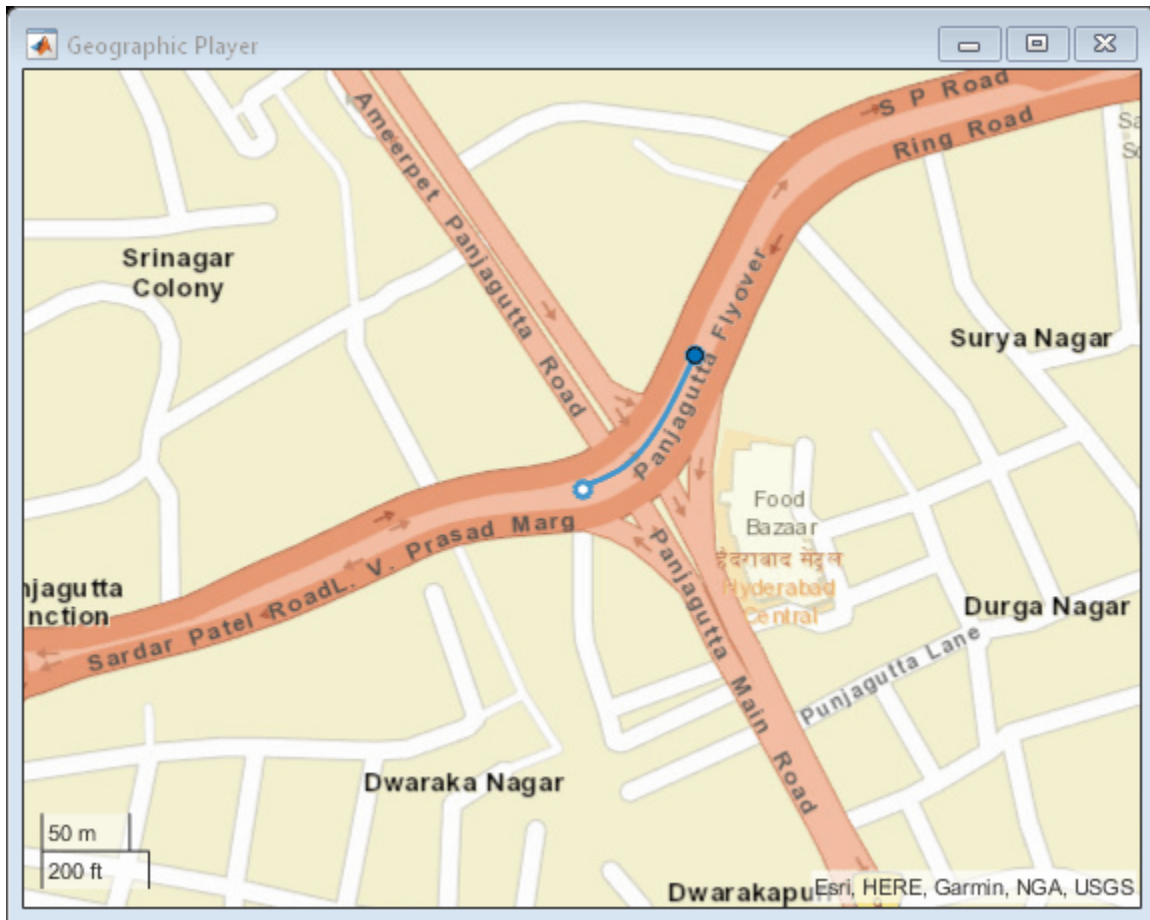 Geographic Player
S P Road
Ring Road
Sa
Sc
Ameerpet Panjagutta Road
Srinagar
Colony
Panjagutta Flyover
Surya Nagar
Food
Bazaar
हैदराबाद सेंट्रल
Hyderabad
Central
L. V. Prasad Marg
Sardar Patel Road
njagutta
nction
Panjagutta Main Road
Durga Nagar
Punjagutta Lane
Dwaraka Nagar
50 m
200 ft
Dwarakapu
Esri, HERE, Garmin, NGA, USGS